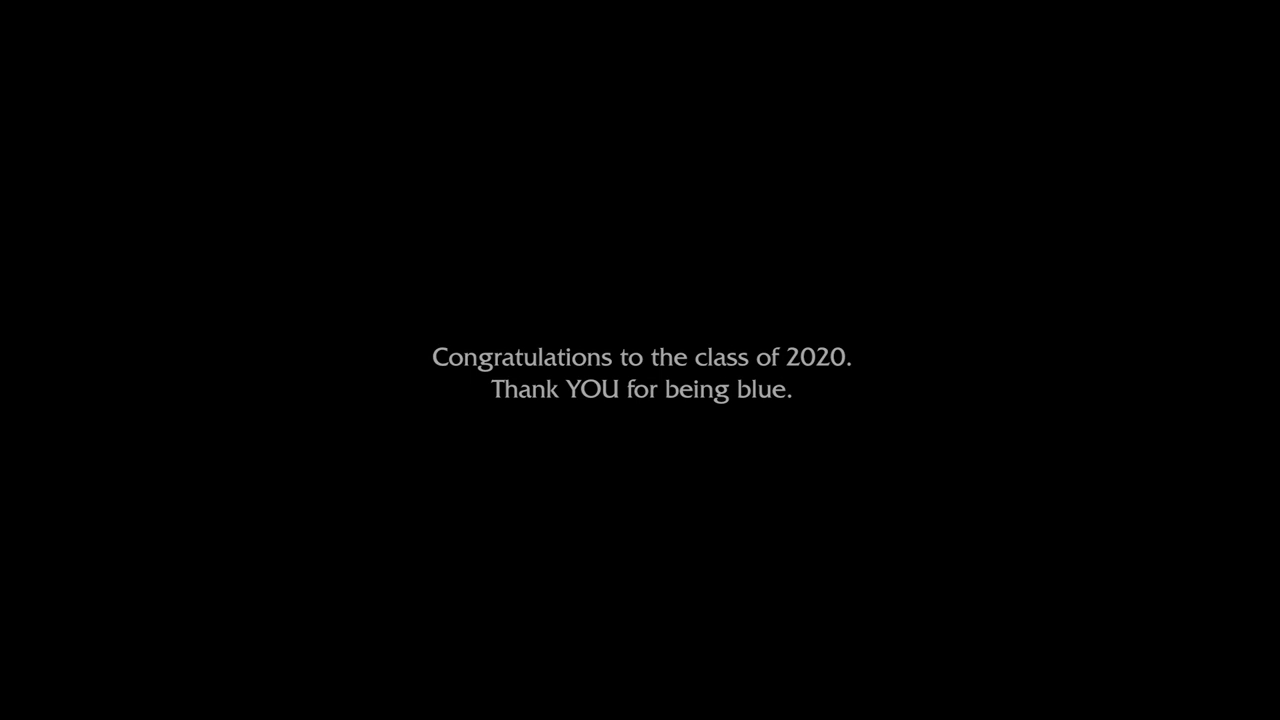 Congratulations to the class of 2020.
Thank YOU for being blue.